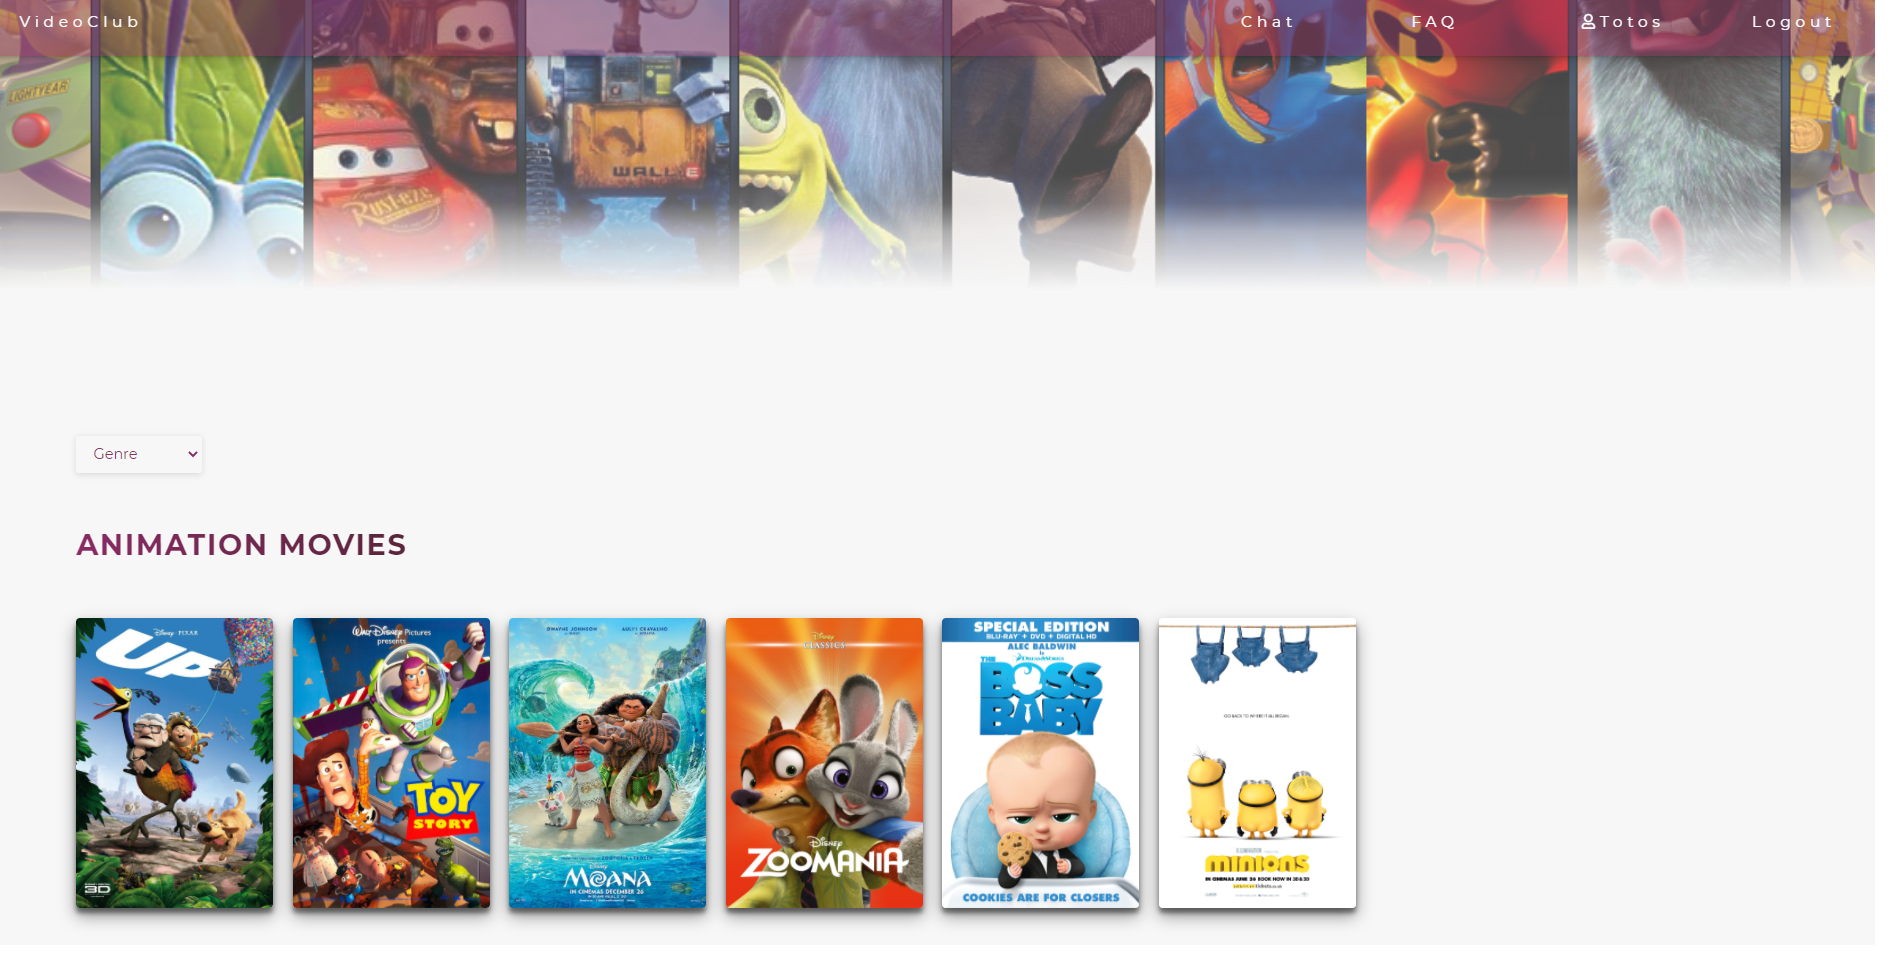 VideoClub
Chat
FAQ
Totos
Logout
LIGHTYEAR
Rust-eze
WALL E
Genre
ANIMATION MOVIES
Disney PIXAR
UP
3D
Walt Disney Pictures
presents
TOY
STORY
DWAYNE JOHNSON
AULI'I CRAVALHO
Disney
MOANA
IN CINEMAS DECEMBER 26
Disney
CLASSICS
Disney
ZOOMANIA
SPECIAL EDITION
BLU-RAY + DVD + DIGITAL HD
ALEC BALDWIN
DreamWorks
THE
BOSS
BABY
COOKIES ARE FOR CLOSERS
GO BACK TO WHERE IT ALL BEGAN.
minions
IN CINEMAS JUNE 26 BOOK NOW IN 2D & 3D